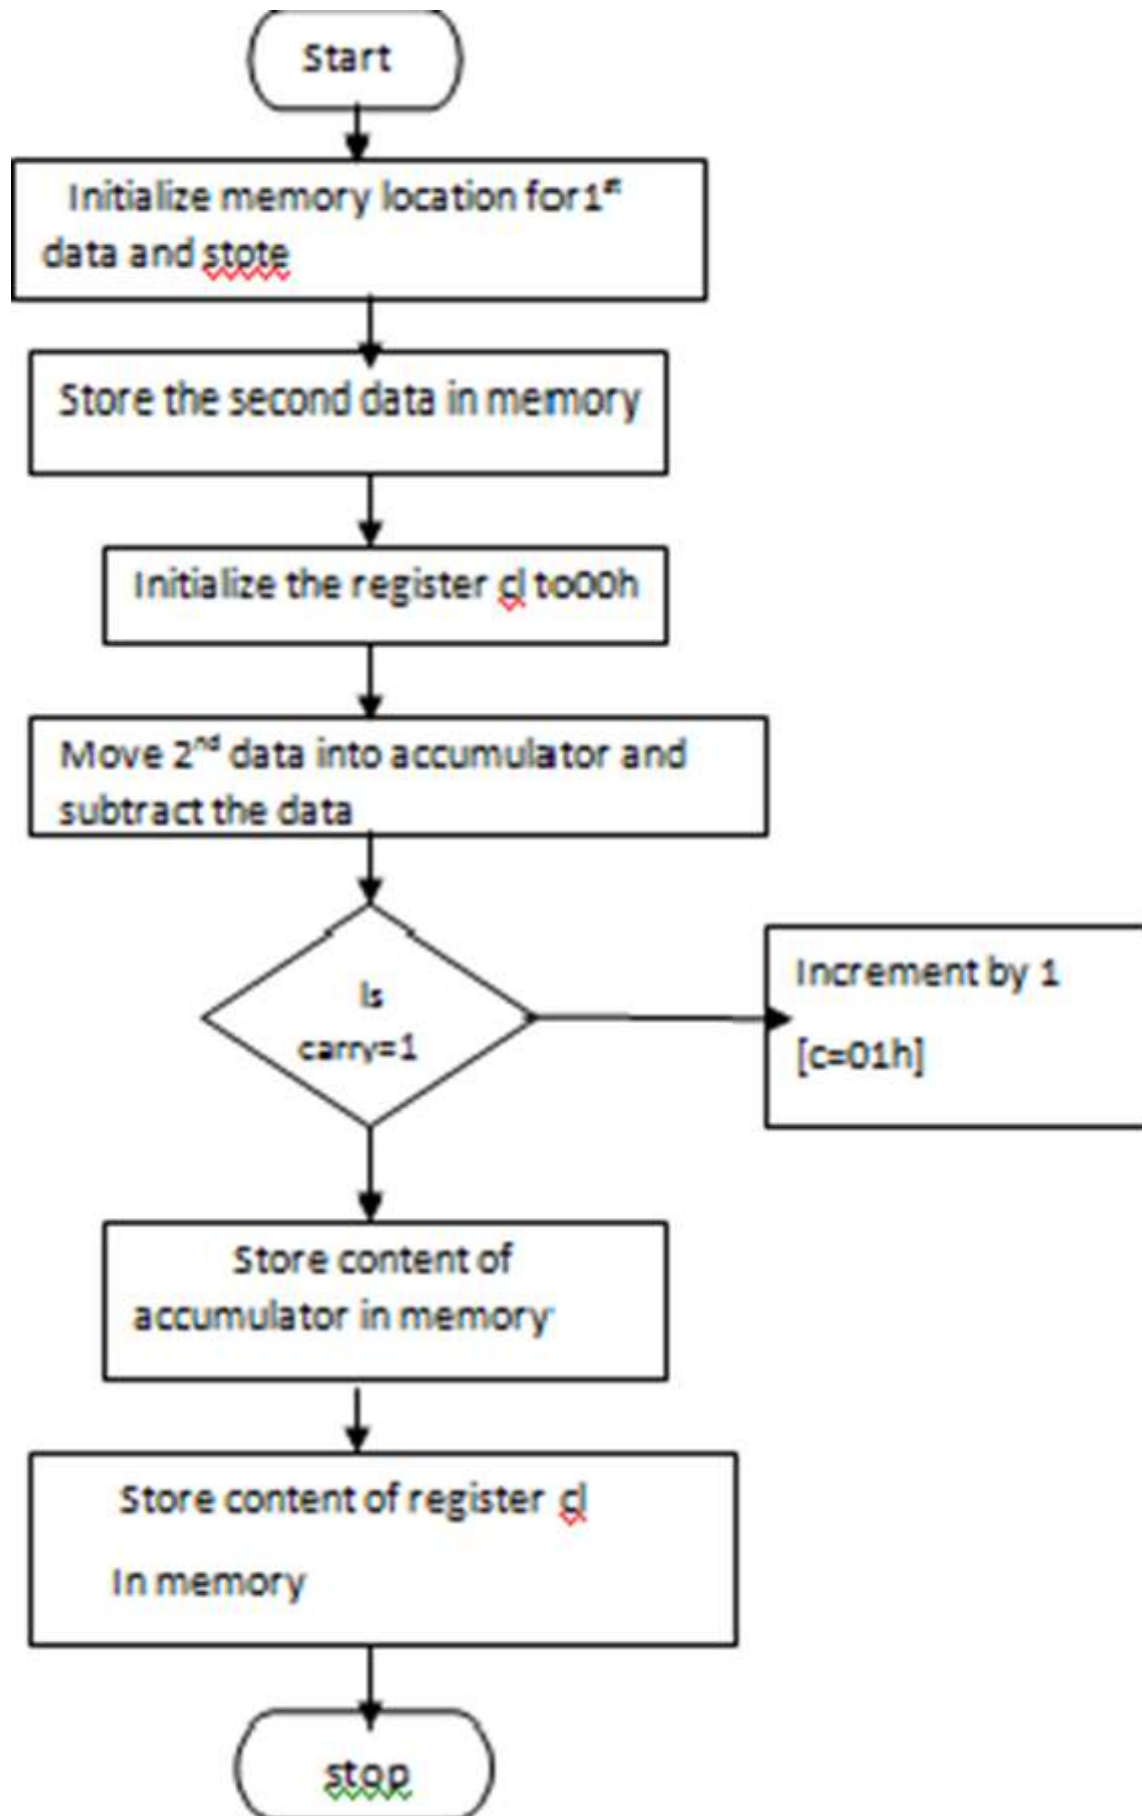 Start
Initialize memory location for1st
data and stote
Store the second data in memory
Initialize the register cl to00h
Move 2nd data into accumulator and
subtract the data
Is
carry=1
Increment by 1
[c=01h]
Store content of
accumulator in memory
Store content of register cl
In memory
stop